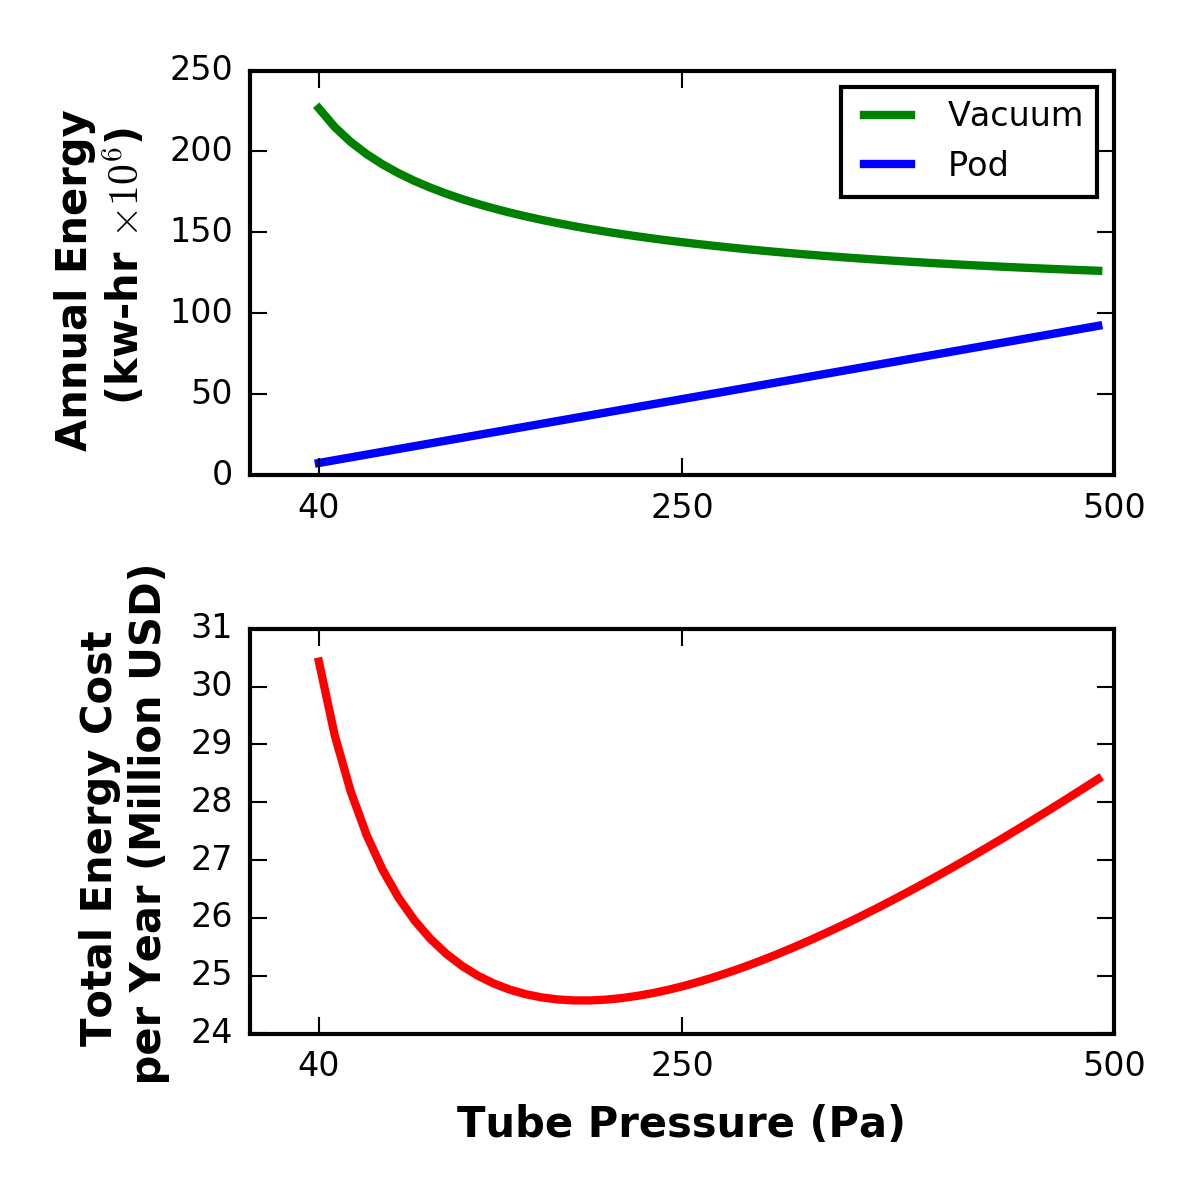 Annual Energy
(kw-hr ×10⁶)
250
200
150
100
50
0
Vacuum
Pod
40 250 500
Total Energy Cost
per Year (Million USD)
31
30
29
28
27
26
25
24
40 250 500
Tube Pressure (Pa)